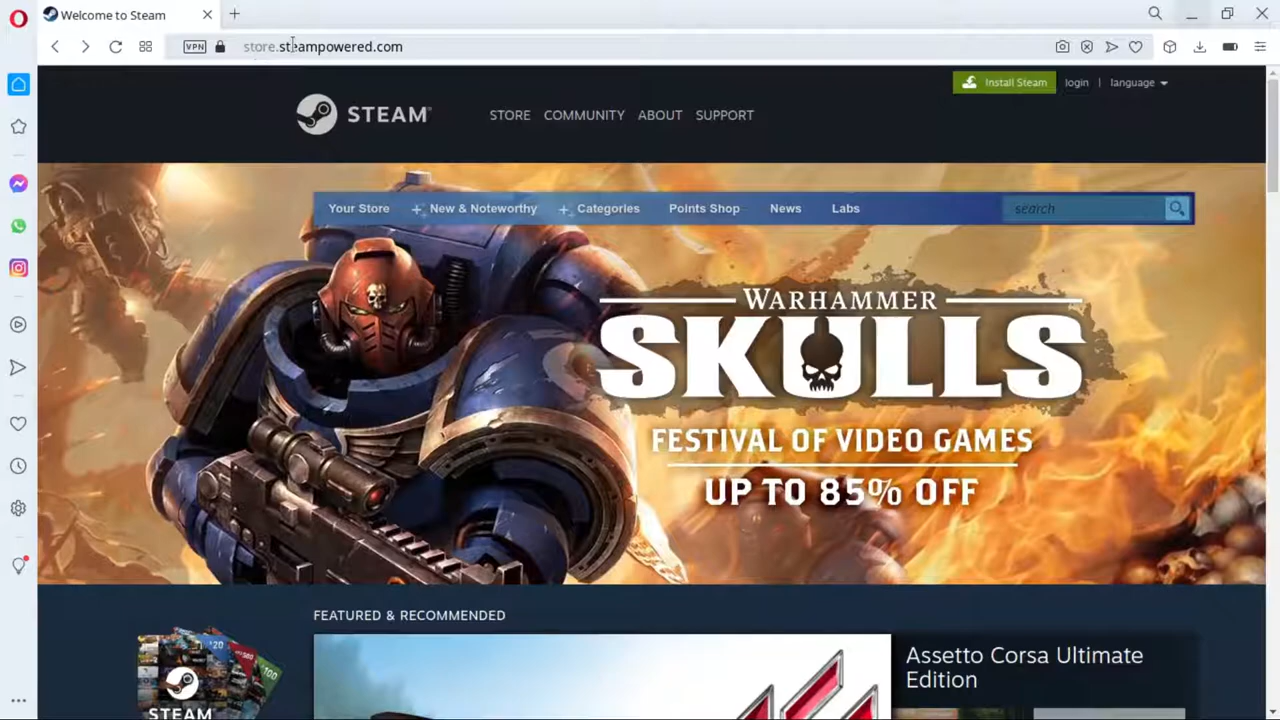 Welcome to Steam
VPN
store.steampowered.com
Install Steam
login | language
STEAM
STORE COMMUNITY ABOUT SUPPORT
Your Store New & Noteworthy Categories Points Shop News Labs search
WARHAMMER
SKULLS
FESTIVAL OF VIDEO GAMES
UP TO 85% OFF
FEATURED & RECOMMENDED
Assetto Corsa Ultimate
Edition
STEAM